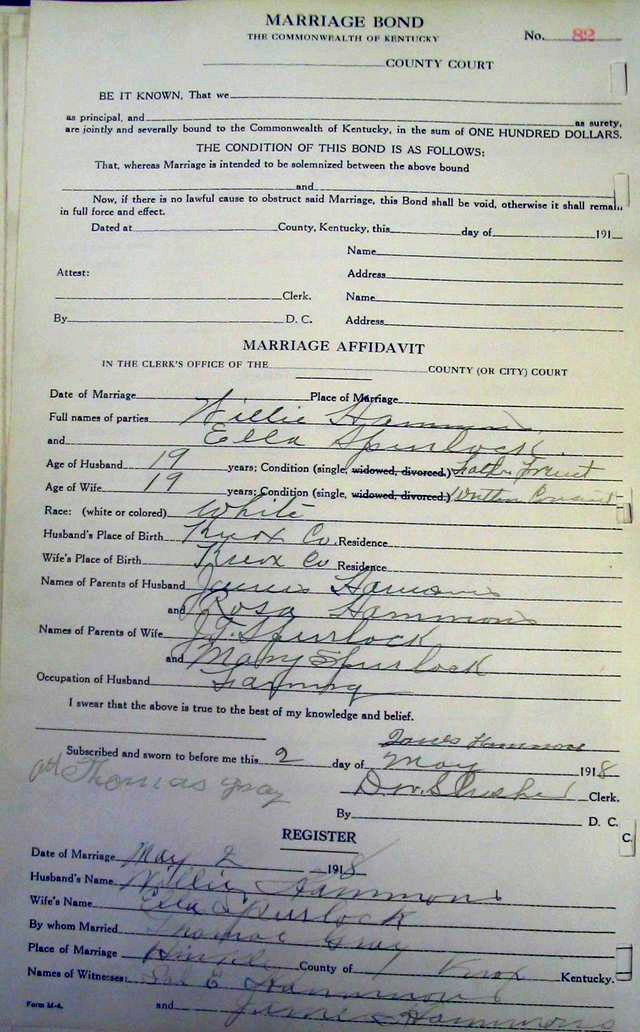 MARRIAGE BOND
THE COMMONWEALTH OF KENTUCKY
No. 82
COUNTY COURT
BE IT KNOWN, That we
as principal, and as surety,
are jointly and severally bound to the Commonwealth of Kentucky, in the sum of ONE HUNDRED DOLLARS.
THE CONDITION OF THIS BOND IS AS FOLLOWS:
That, whereas Marriage is intended to be solemnized between the above bound
and
Now, if there is no lawful cause to obstruct said Marriage, this Bond shall be void, otherwise it shall remain
in full force and effect.
Dated at County, Kentucky, this day of 191
Name
Attest: Address
Clerk. Name
By D. C. Address
MARRIAGE AFFIDAVIT
IN THE CLERK'S OFFICE OF THE COUNTY (OR CITY) COURT
Date of Marriage Place of Marriage
Full names of parties Willie Hammons
and Ella Spurlock.
Age of Husband 19 years; Condition (single, widowed, divorced.) Father Present
Age of Wife 19 years; Condition (single, widowed, divorced.) Written Consent
Race: (white or colored) White
Husband's Place of Birth Knox Co. Residence
Wife's Place of Birth Knox Co Residence
Names of Parents of Husband James Hammons
and Rosa Hammons
Names of Parents of Wife J.T. Spurlock
and Mary Spurlock
Occupation of Husband Farming
I swear that the above is true to the best of my knowledge and belief.
James Hammons
Subscribed and sworn to before me this 2 day of May 1918
Thomas Gray Clerk.
By D. C.
C.
REGISTER
Date of Marriage May 2 1918
Husband's Name Willie Hammons
Wife's Name Ella Spurlock
By whom Married Thomas Gray
Place of Marriage County of Knox Kentucky.
Names of Witnesses: E Hammons
Form M-4. and James Hammons